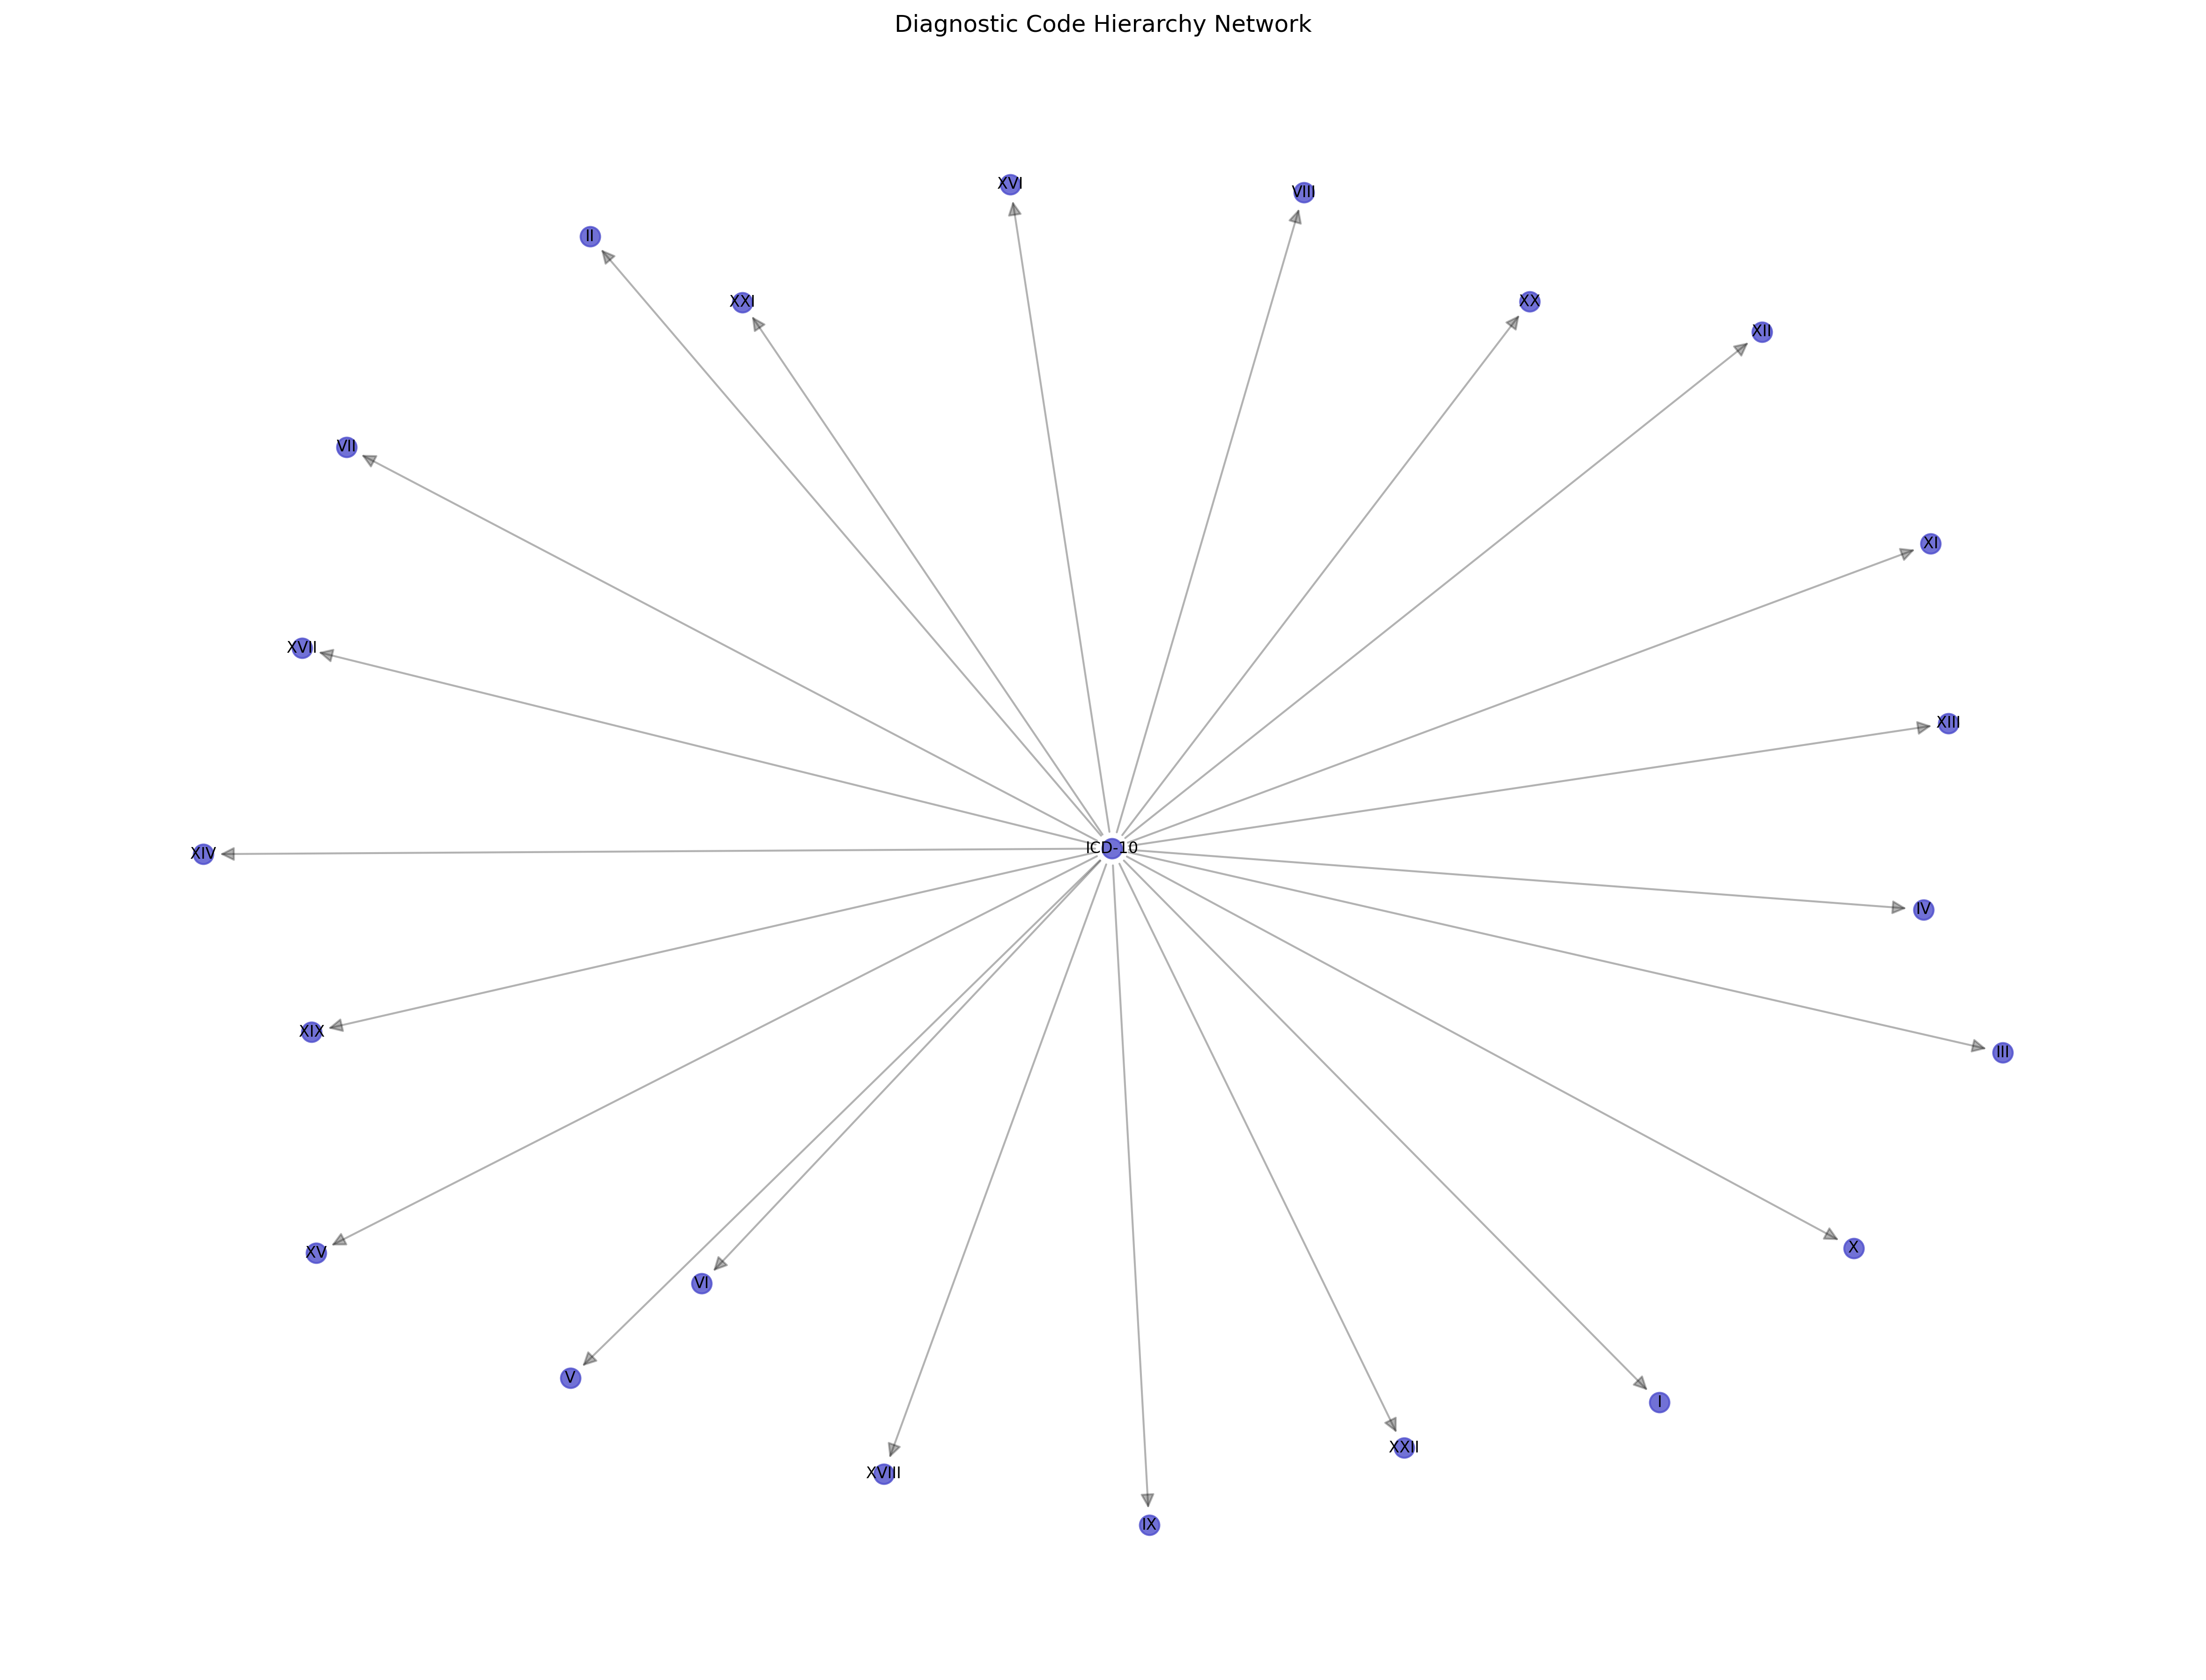 Diagnostic Code Hierarchy Network
XVI
VIII
II
XXI
XX
XII
VII
XI
XVII
XIII
ICD-10
XIV
IV
XIX
III
X
XV
VI
V
I
XXII
XVIII
IX